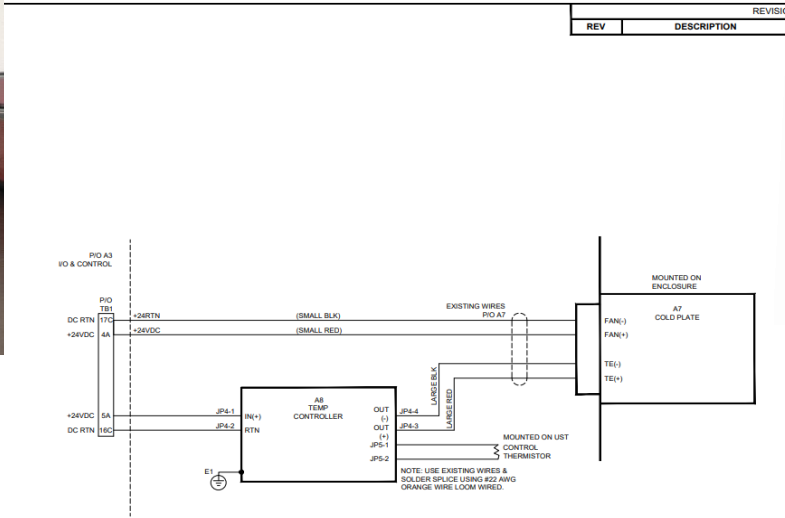 REVISIO
REV DESCRIPTION
P/O A3
I/O & CONTROL
P/O
TB1
DC RTN 17C +24RTN (SMALL BLK)
+24VDC 4A +24VDC (SMALL RED)
EXISTING WIRES
P/O A7
MOUNTED ON
ENCLOSURE
A7
COLD PLATE
FAN(-)
FAN(+)
TE(-)
TE(+)
LARGE BLK
LARGE RED
+24VDC 5A JP4-1 IN(+)
DC RTN 16C JP4-2 RTN
A8
TEMP
CONTROLLER
OUT JP4-4
(-)
OUT JP4-3
(+)
JP5-1
JP5-2
MOUNTED ON UST
CONTROL
THERMISTOR
E1
NOTE: USE EXISTING WIRES &
SOLDER SPLICE USING #22 AWG
ORANGE WIRE LOOM WIRED.